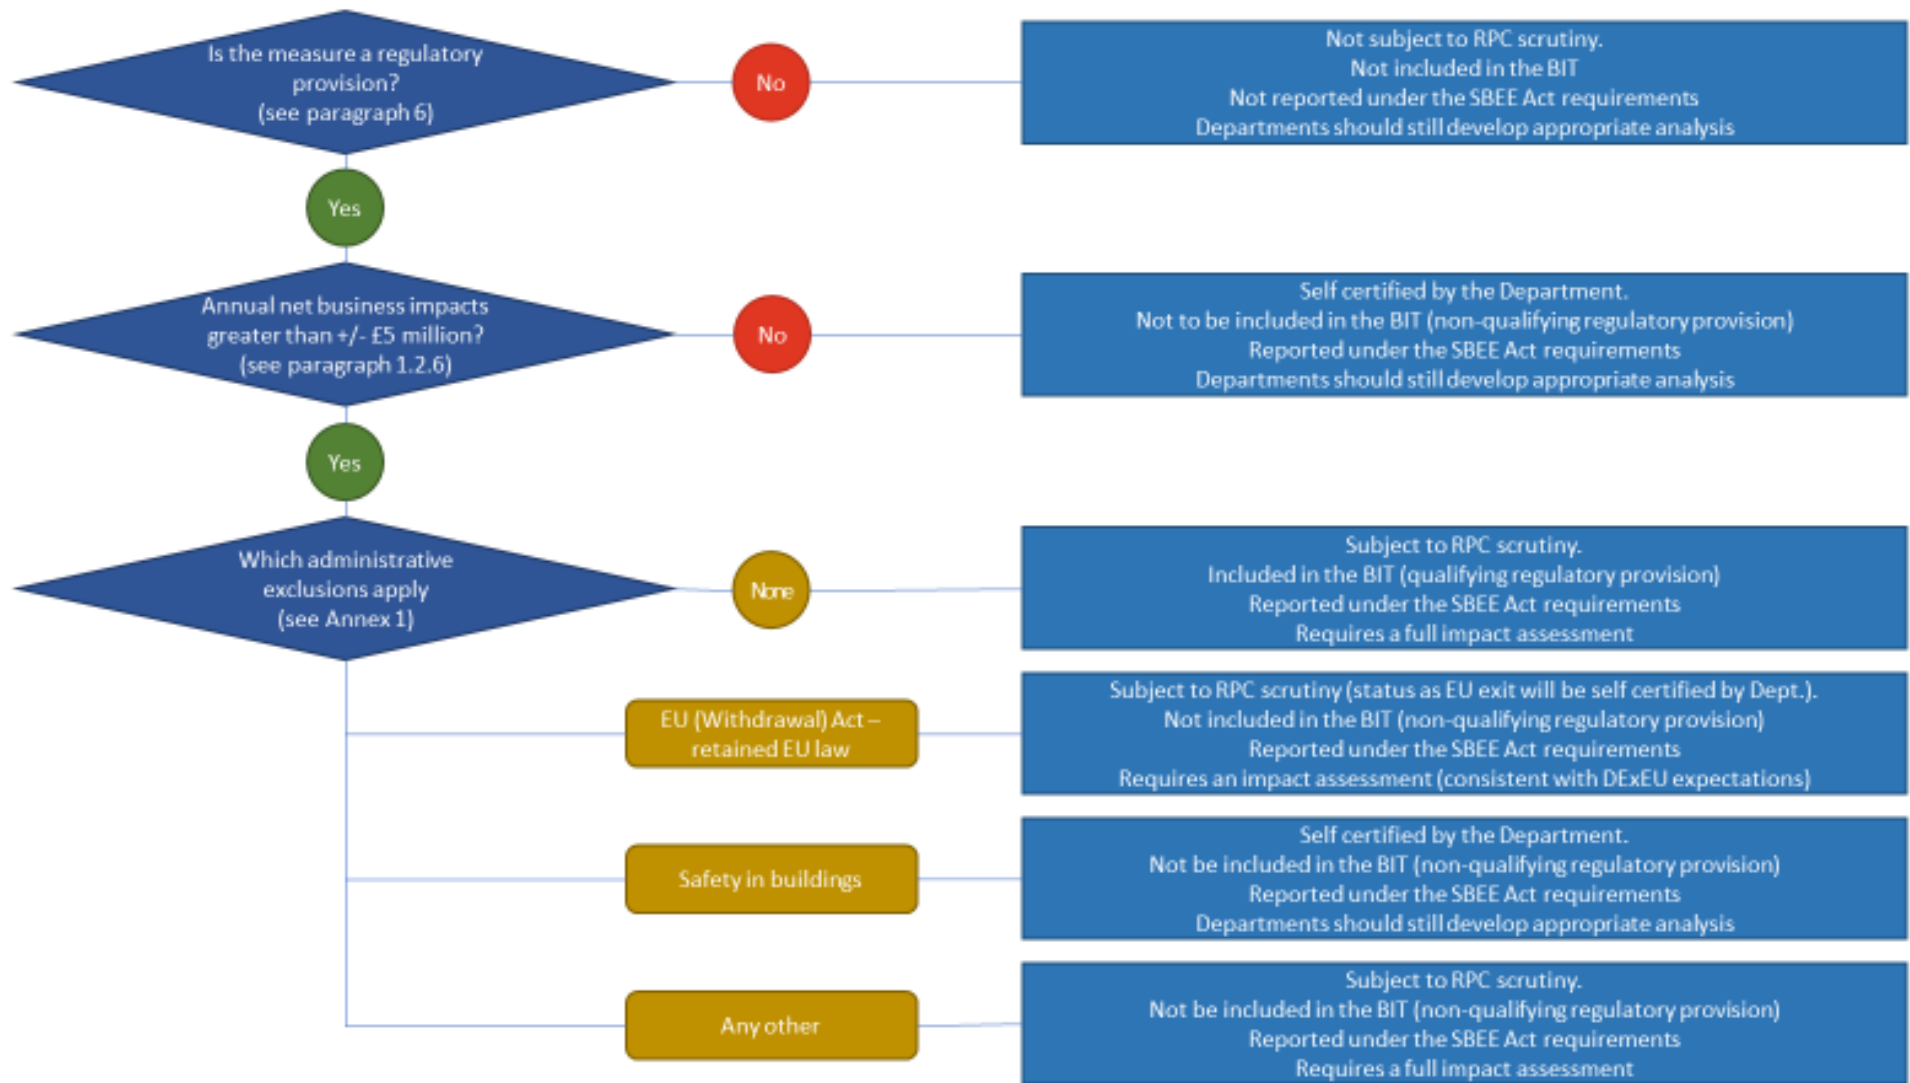 Is the measure a regulatory
provision?
(see paragraph 6)
No
Not subject to RPC scrutiny.
Not included in the BIT
Not reported under the SBEE Act requirements
Departments should still develop appropriate analysis
Yes
Annual net business impacts
greater than +/- £5 million?
(see paragraph 1.2.6)
No
Self certified by the Department.
Not to be included in the BIT (non-qualifying regulatory provision)
Reported under the SBEE Act requirements
Departments should still develop appropriate analysis
Yes
Which administrative
exclusions apply
(see Annex 1)
None
Subject to RPC scrutiny.
Included in the BIT (qualifying regulatory provision)
Reported under the SBEE Act requirements
Requires a full impact assessment
EU (Withdrawal) Act –
retained EU law
Subject to RPC scrutiny (status as EU exit will be self certified by Dept.).
Not included in the BIT (non-qualifying regulatory provision)
Reported under the SBEE Act requirements
Requires an impact assessment (consistent with DExEU expectations)
Safety in buildings
Self certified by the Department.
Not be included in the BIT (non-qualifying regulatory provision)
Reported under the SBEE Act requirements
Departments should still develop appropriate analysis
Any other
Subject to RPC scrutiny.
Not be included in the BIT (non-qualifying regulatory provision)
Reported under the SBEE Act requirements
Requires a full impact assessment